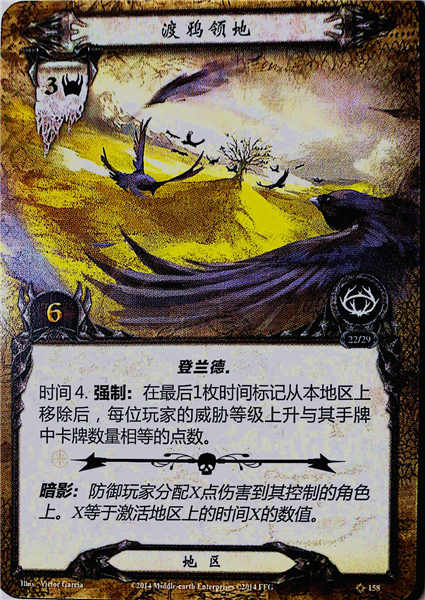 渡鸦领地
3
6
22/29
登兰德.
时间 4. 强制：在最后1枚时间标记从本地区上
移除后，每位玩家的威胁等级上升与其手牌
中卡牌数量相等的点数。
暗影：防御玩家分配X点伤害到其控制的角色
上。X等于激活地区上的时间X的数值。
地区
Illus. Victor Garcia
©2014 Middle-earth Enterprises ©2014 FFG
158